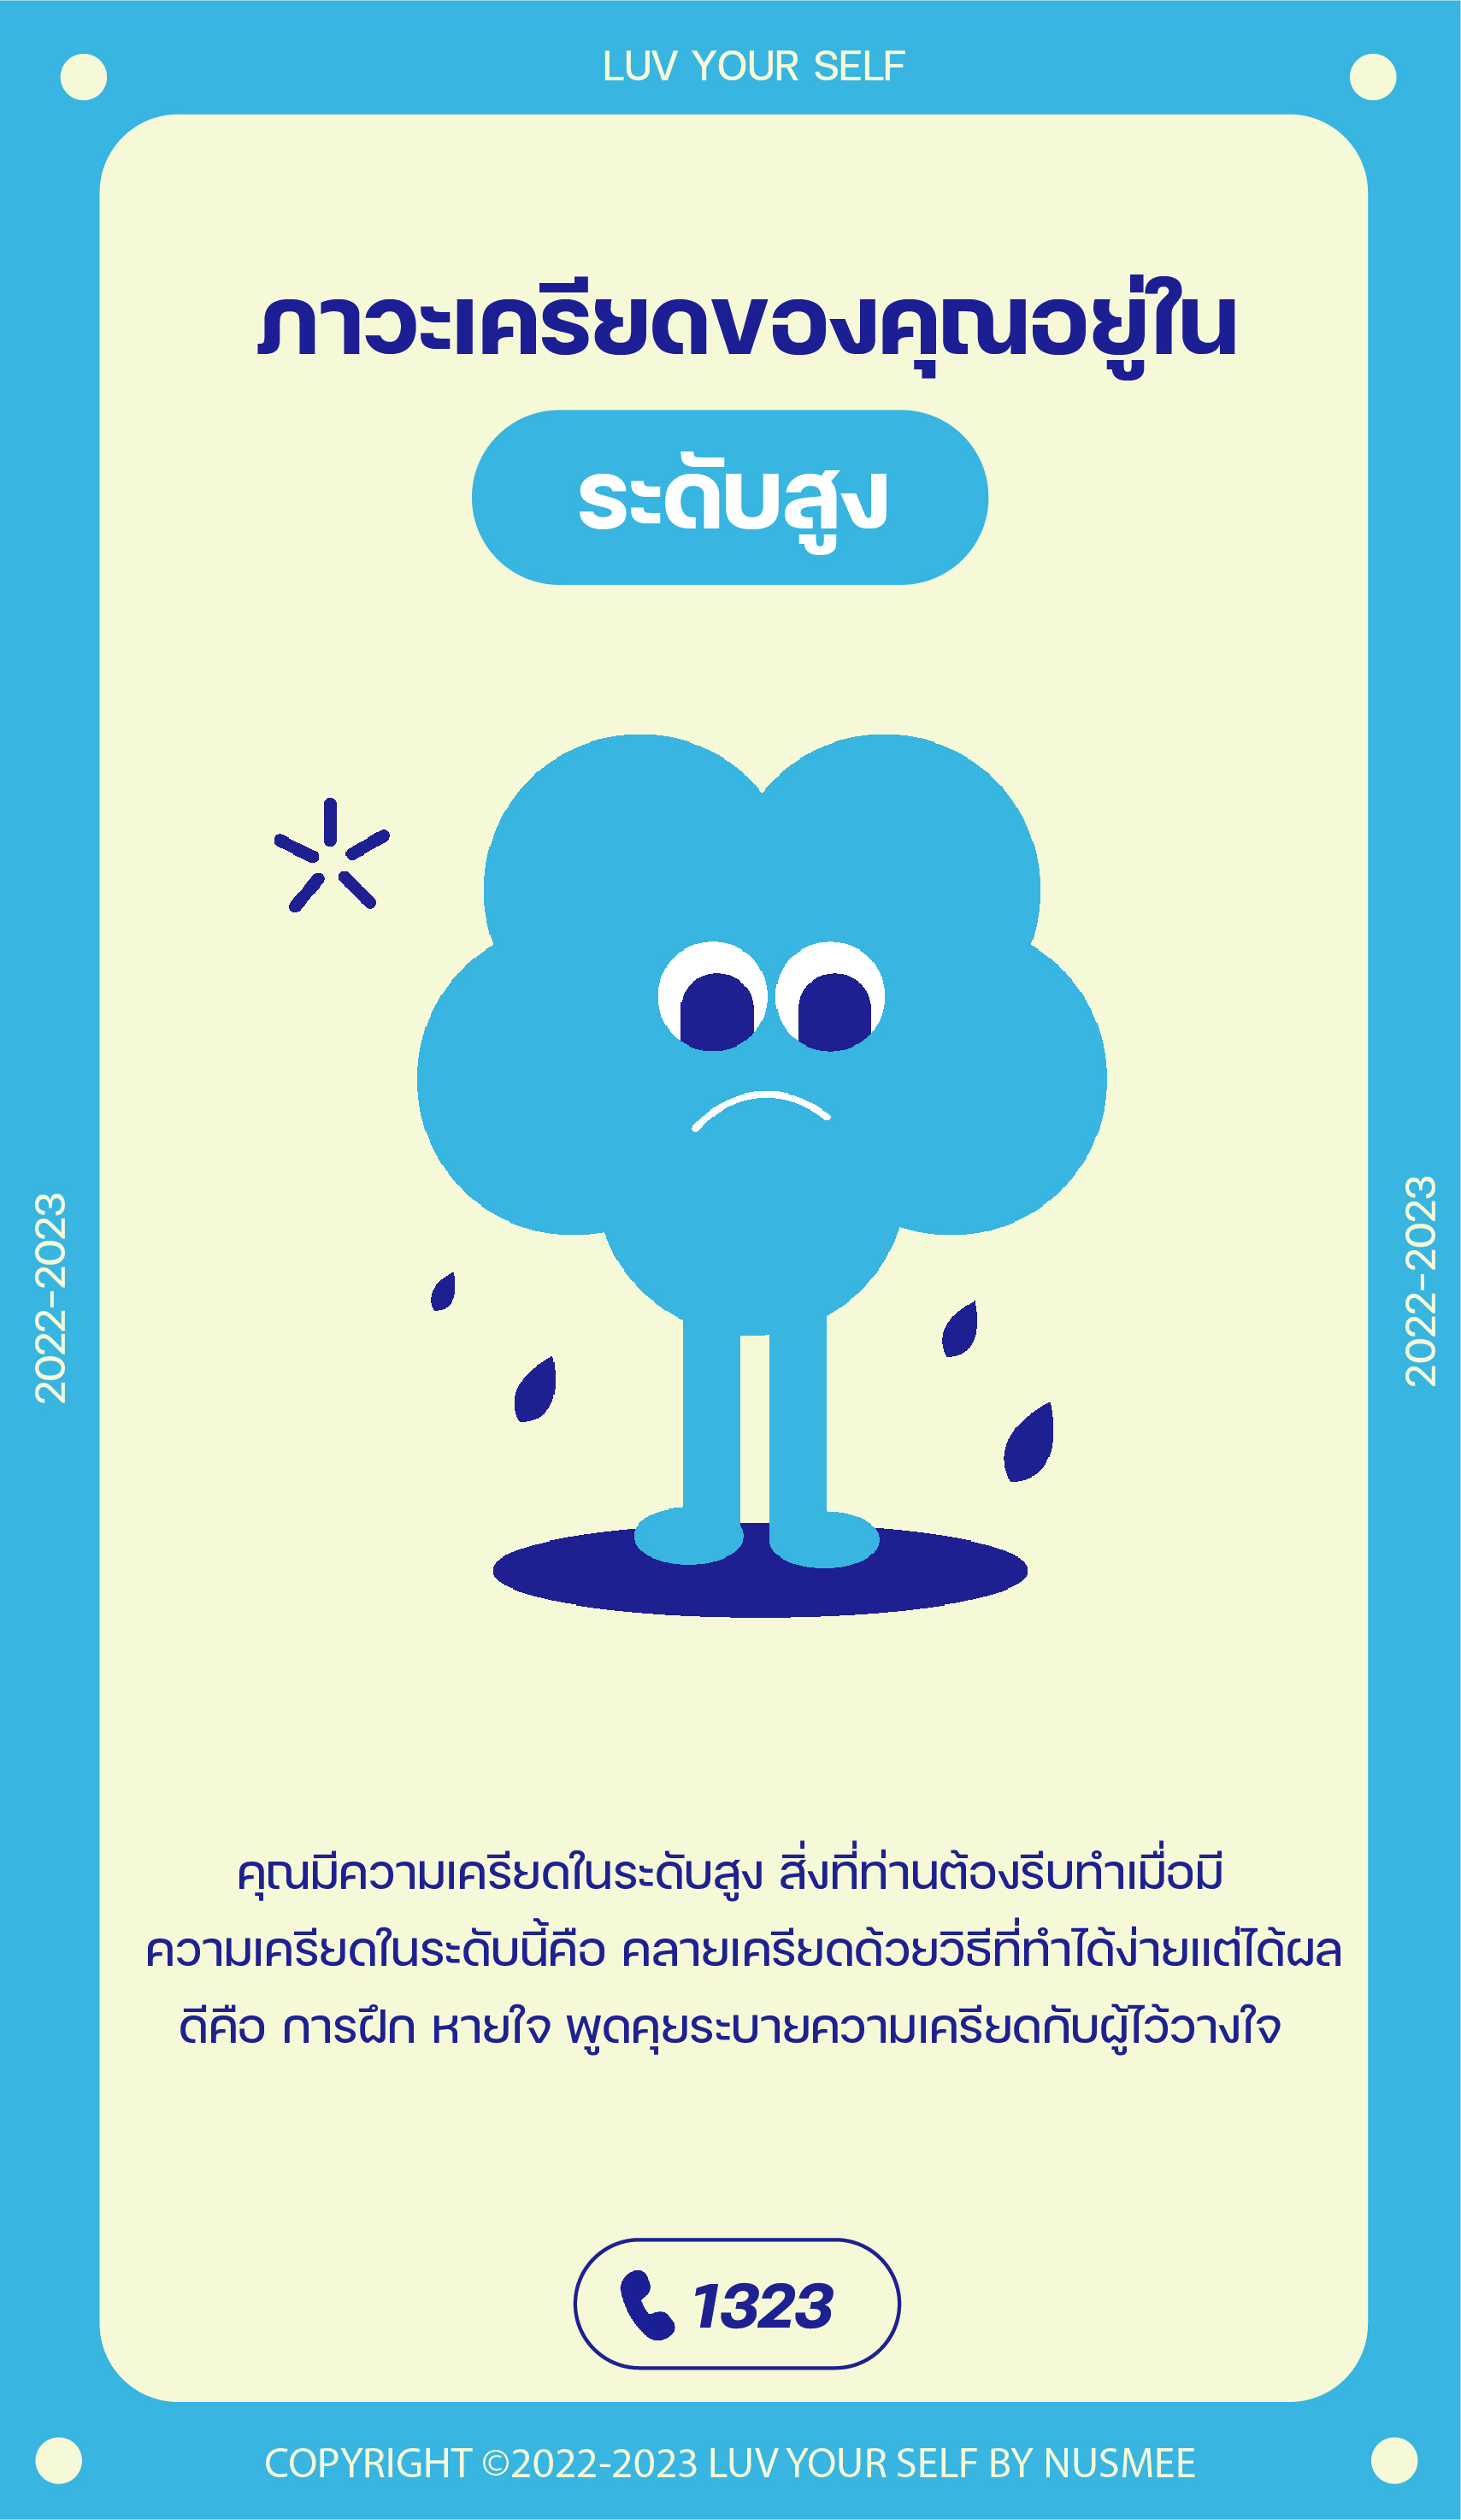 LUV YOUR SELF
ภาวะเครียดของคุณอยู่ใน
ระดับสูง
2022-2023
2022-2023
คุณมีความเครียดในระดับสูง สิ่งที่ท่านต้องริบทำเมื่อมี
ความเครียดในระดับนี้คือ คลายเครียดด้วยวิธีที่ทำได้ง่ายแต่ได้ผล
ดีคือ การฝึก หายใจ พูดคุยระบายความเครียดกับผู้ไว้วางใจ
1323
COPYRIGHT ©2022-2023 LUV YOUR SELF BY NUSMEE